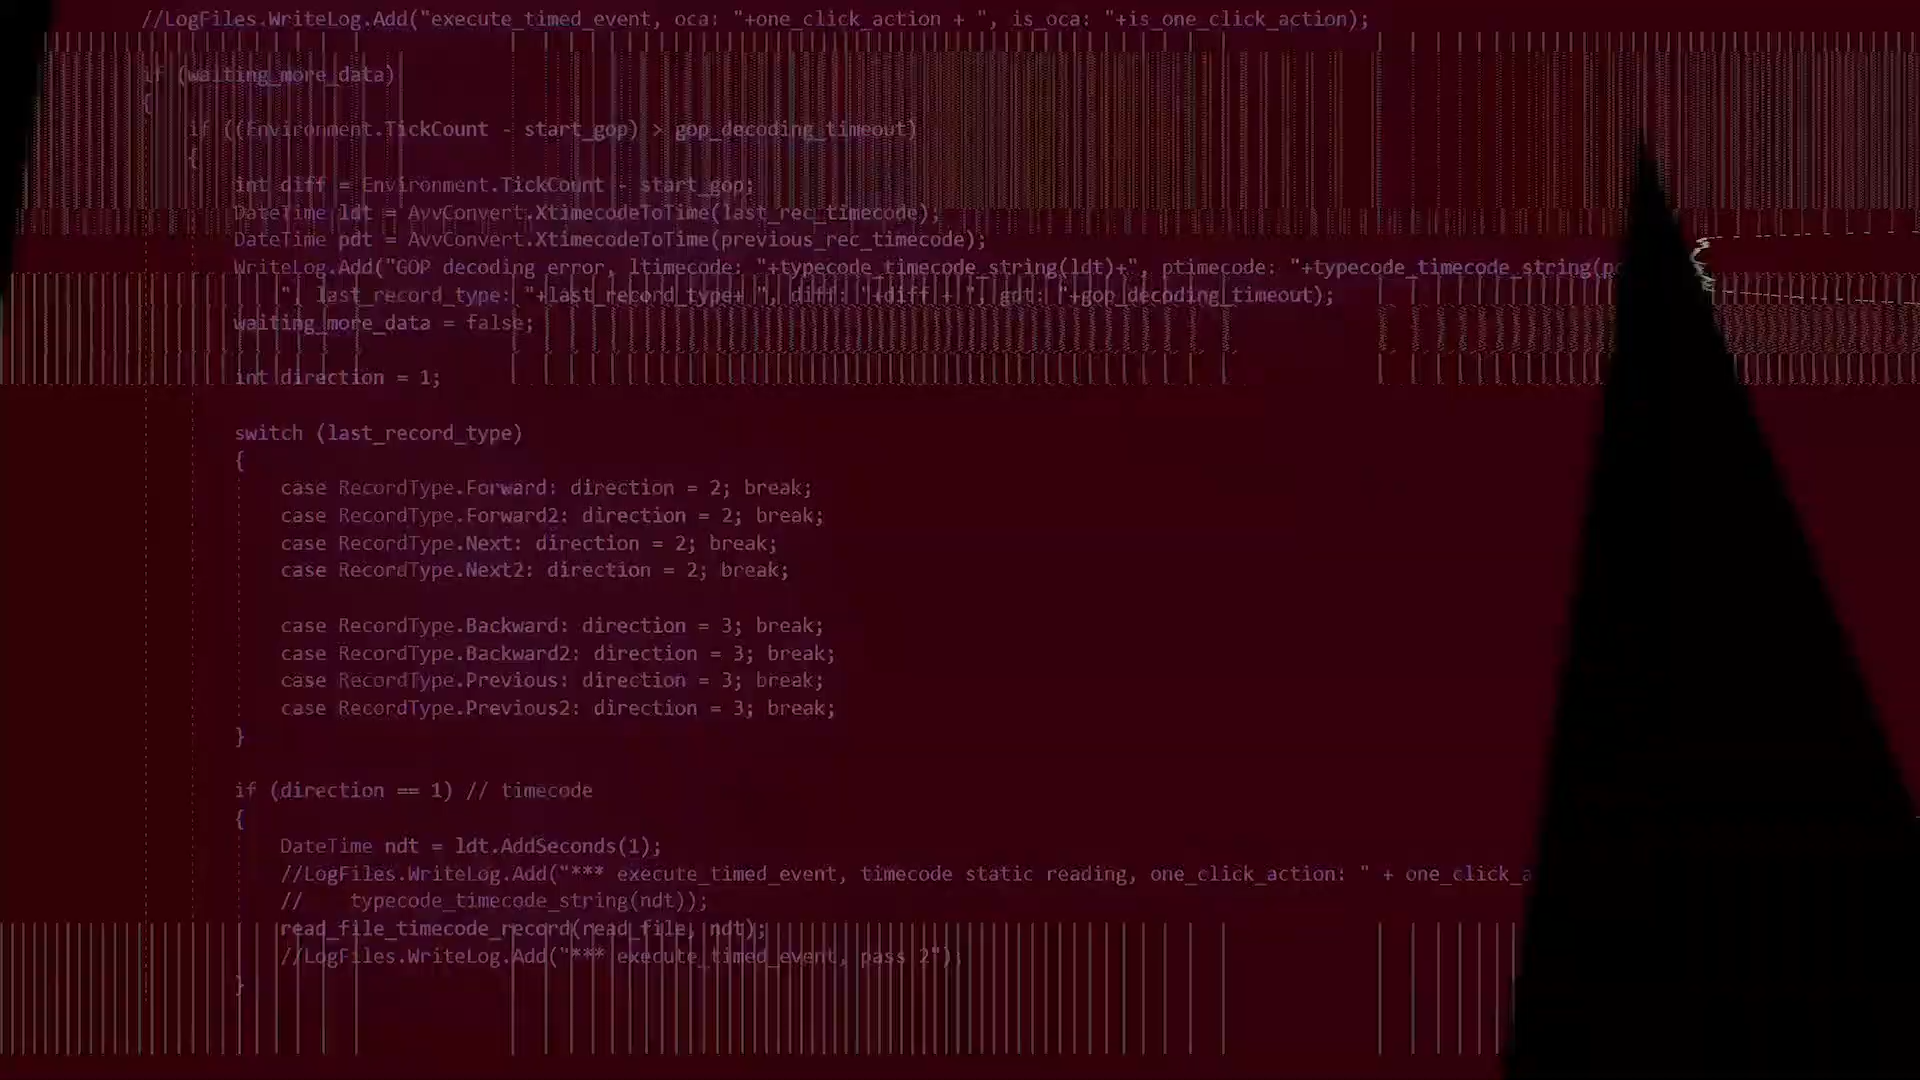 //LogFiles.WriteLog.Add("execute_timed_event, oca: "+one_click_action + ", is_oca: "+is_one_click_action);
if (waiting_more_data)
{
if ((Environment.TickCount - start_gop) > gop_decoding_timeout)
{
int diff = Environment.TickCount - start_gop;
DateTime ldt = AvvConvert.XtimecodeToTime(last_rec_timecode);
DateTime pdt = AvvConvert.XtimecodeToTime(previous_rec_timecode);
WriteLog.Add("GOP decoding error, ltimecode: "+typecode_timecode_string(ldt)+", ptimecode: "+typecode_timecode_string(
", last_record_type: "+last_record_type+ ", diff: "+diff + ", gdt: "+gop_decoding_timeout);
waiting_more_data = false;
int direction = 1;
switch (last_record_type)
{
case RecordType.Forward: direction = 2; break;
case RecordType.Forward2: direction = 2; break;
case RecordType.Next: direction = 2; break;
case RecordType.Next2: direction = 2; break;
case RecordType.Backward: direction = 3; break;
case RecordType.Backward2: direction = 3; break;
case RecordType.Previous: direction = 3; break;
case RecordType.Previous2: direction = 3; break;
}
if (direction == 1) // timecode
{
DateTime ndt = ldt.AddSeconds(1);
//LogFiles.WriteLog.Add("*** execute_timed_event, timecode static reading, one_click_action: " + one_click_a
// typecode_timecode_string(ndt));
read_file_timecode_record(read_file, ndt);
//LogFiles.WriteLog.Add("*** execute_timed_event, pass 2");
}